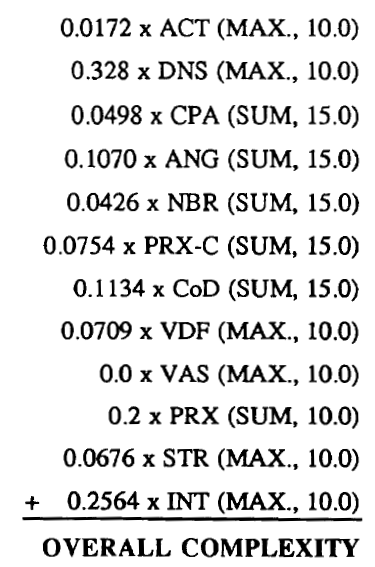 0.0172 x ACT (MAX., 10.0)
0.328 x DNS (MAX., 10.0)
0.0498 x CPA (SUM, 15.0)
0.1070 x ANG (SUM, 15.0)
0.0426 x NBR (SUM, 15.0)
0.0754 x PRX-C (SUM, 15.0)
0.1134 x CoD (SUM, 15.0)
0.0709 x VDF (MAX., 10.0)
0.0 x VAS (MAX., 10.0)
0.2 x PRX (SUM, 10.0)
0.0676 x STR (MAX., 10.0)
+ 0.2564 x INT (MAX., 10.0)
OVERALL COMPLEXITY